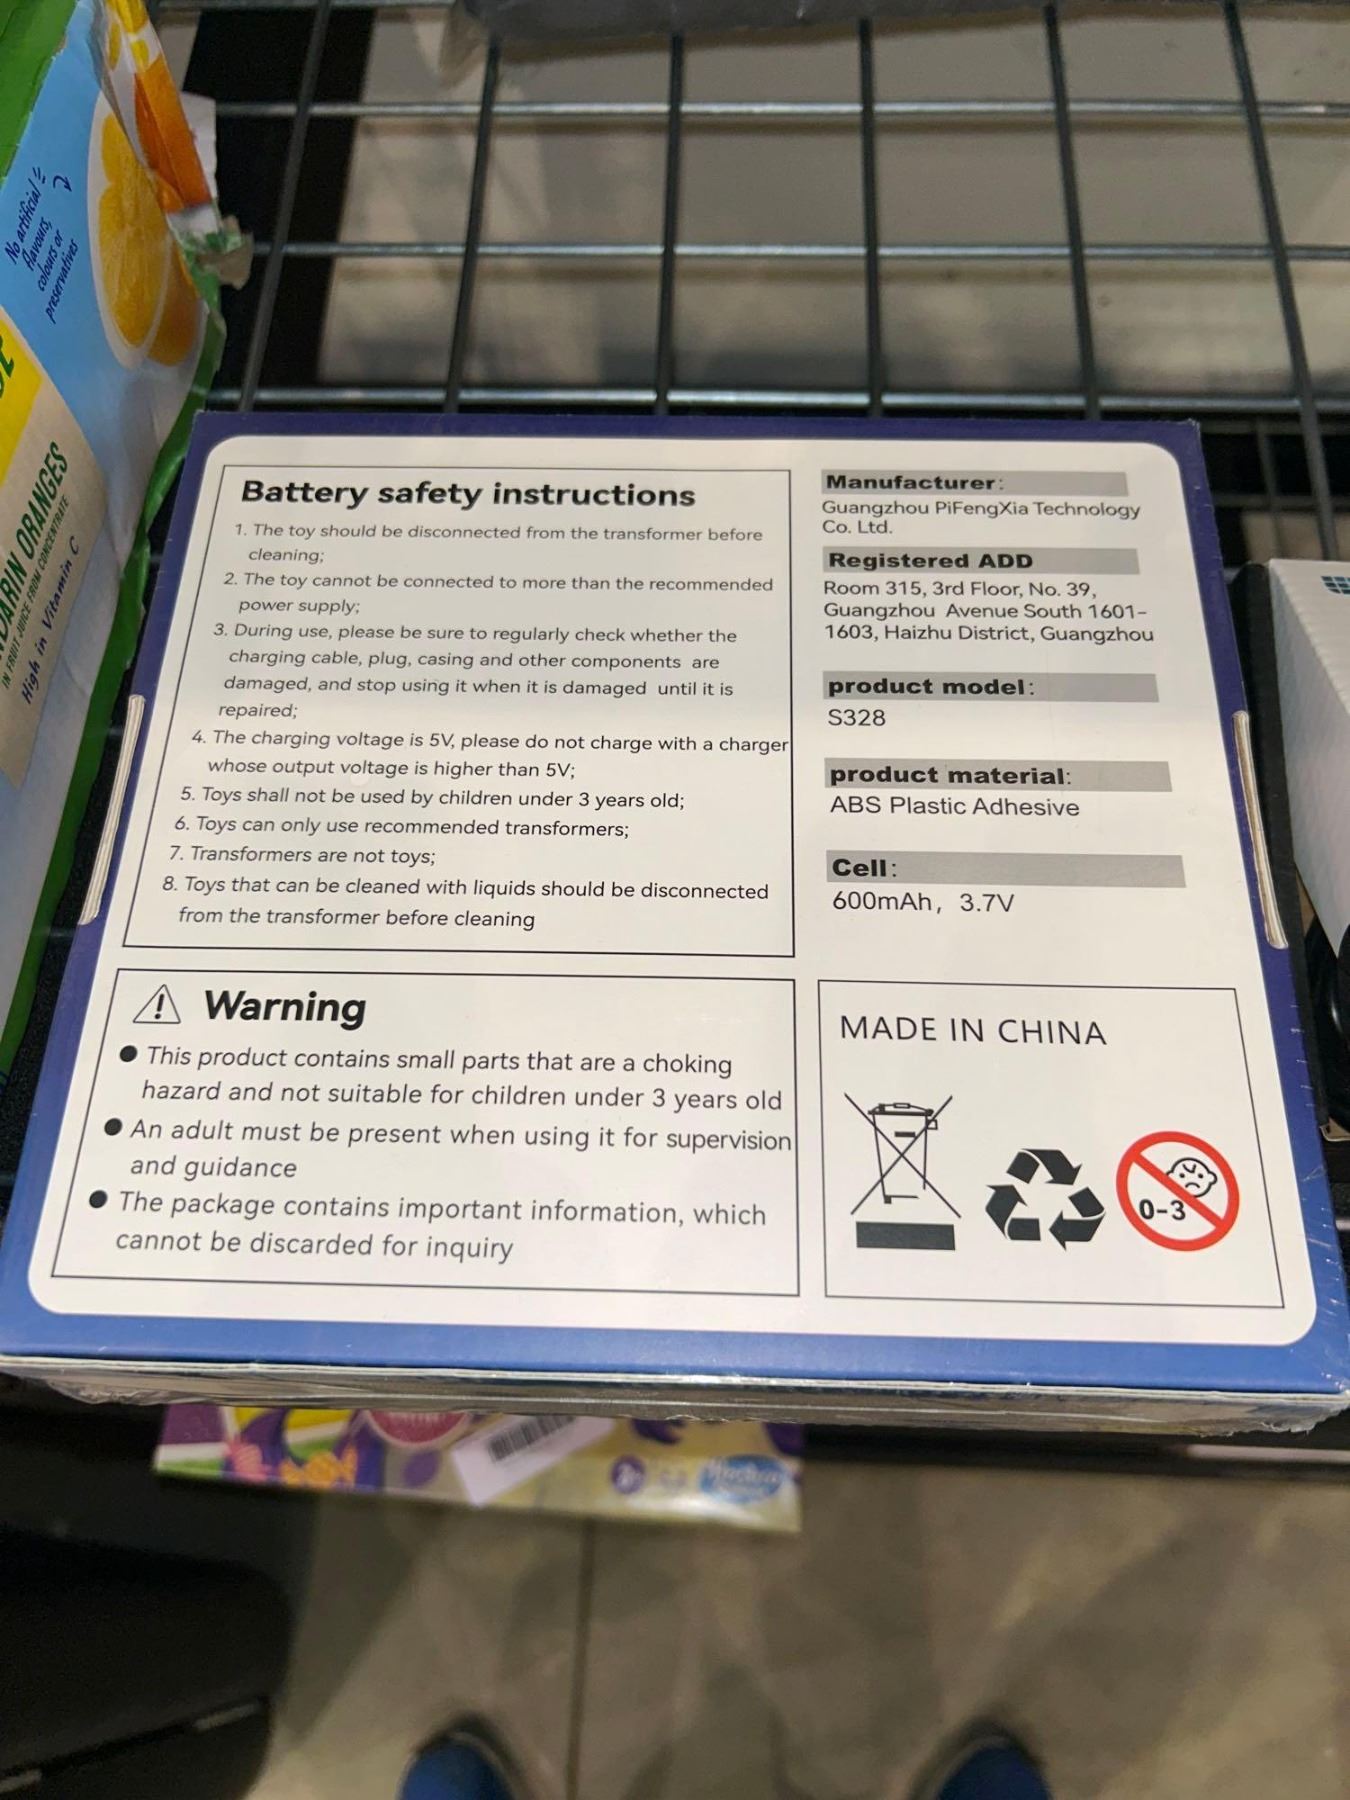 No artificial
flavours,
colours or
preservatives
MANDARIN ORANGES
IN FRUIT JUICE FROM CONCENTRATE
High in Vitamin C
Battery safety instructions
1. The toy should be disconnected from the transformer before
cleaning;
2. The toy cannot be connected to more than the recommended
power supply;
3. During use, please be sure to regularly check whether the
charging cable, plug, casing and other components are
damaged, and stop using it when it is damaged until it is
repaired;
4. The charging voltage is 5V, please do not charge with a charger
whose output voltage is higher than 5V;
5. Toys shall not be used by children under 3 years old;
6. Toys can only use recommended transformers;
7. Transformers are not toys;
8. Toys that can be cleaned with liquids should be disconnected
from the transformer before cleaning
Warning
This product contains small parts that are a choking
hazard and not suitable for children under 3 years old
An adult must be present when using it for supervision
and guidance
The package contains important information, which
cannot be discarded for inquiry
Manufacturer:
Guangzhou PiFengXia Technology
Co. Ltd.
Registered ADD
Room 315, 3rd Floor, No. 39,
Guangzhou Avenue South 1601-
1603, Haizhu District, Guangzhou
product model:
S328
product material:
ABS Plastic Adhesive
Cell:
600mAh, 3.7V
MADE IN CHINA
0-3